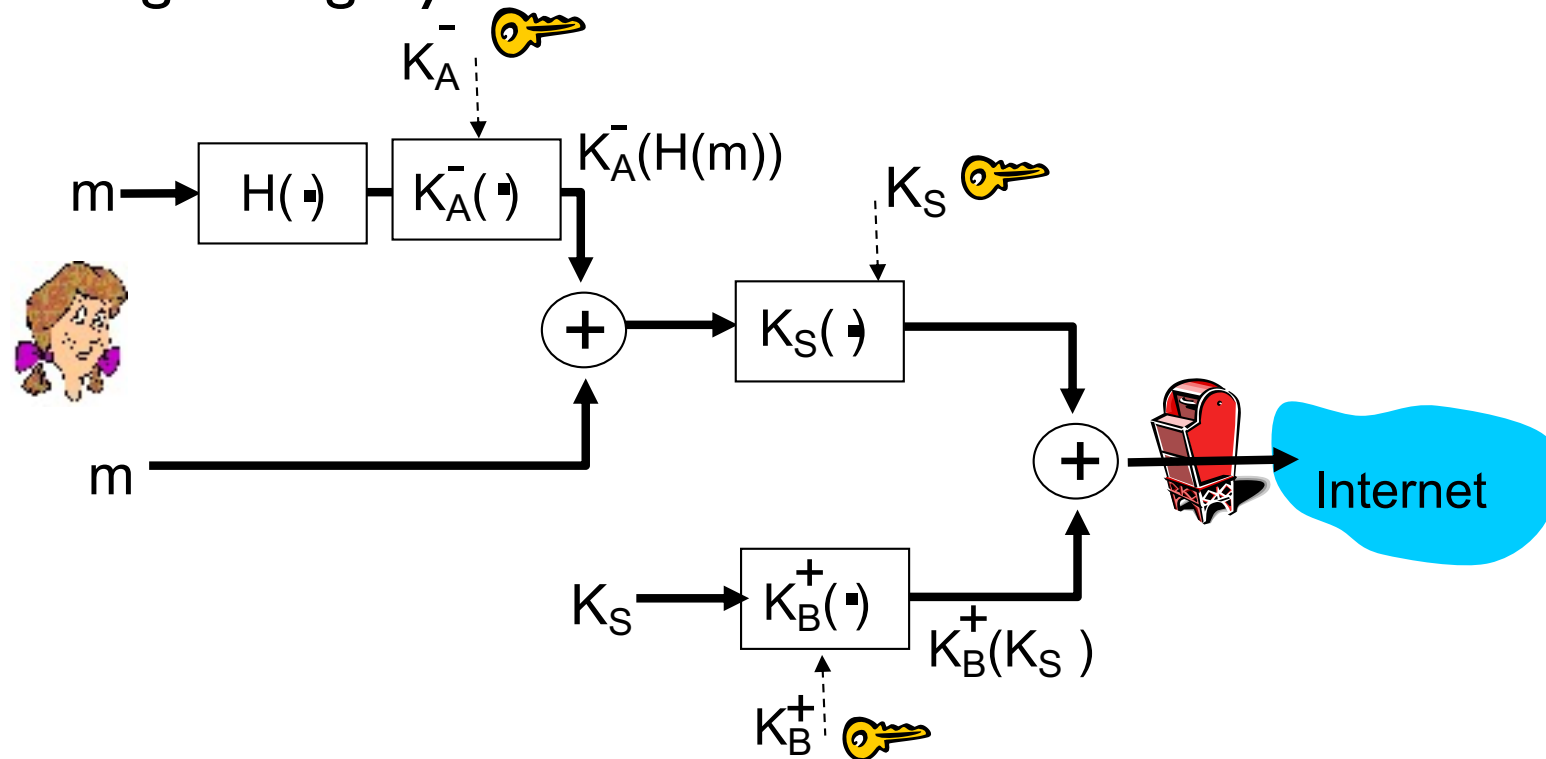 K_A^-
K_A^-(H(m))
m
H(▪)
K_A^-(▪)
K_S
+
K_S(▪)
m
+
Internet
K_S
K_B^+(▪)
K_B^+(K_S )
K_B^+